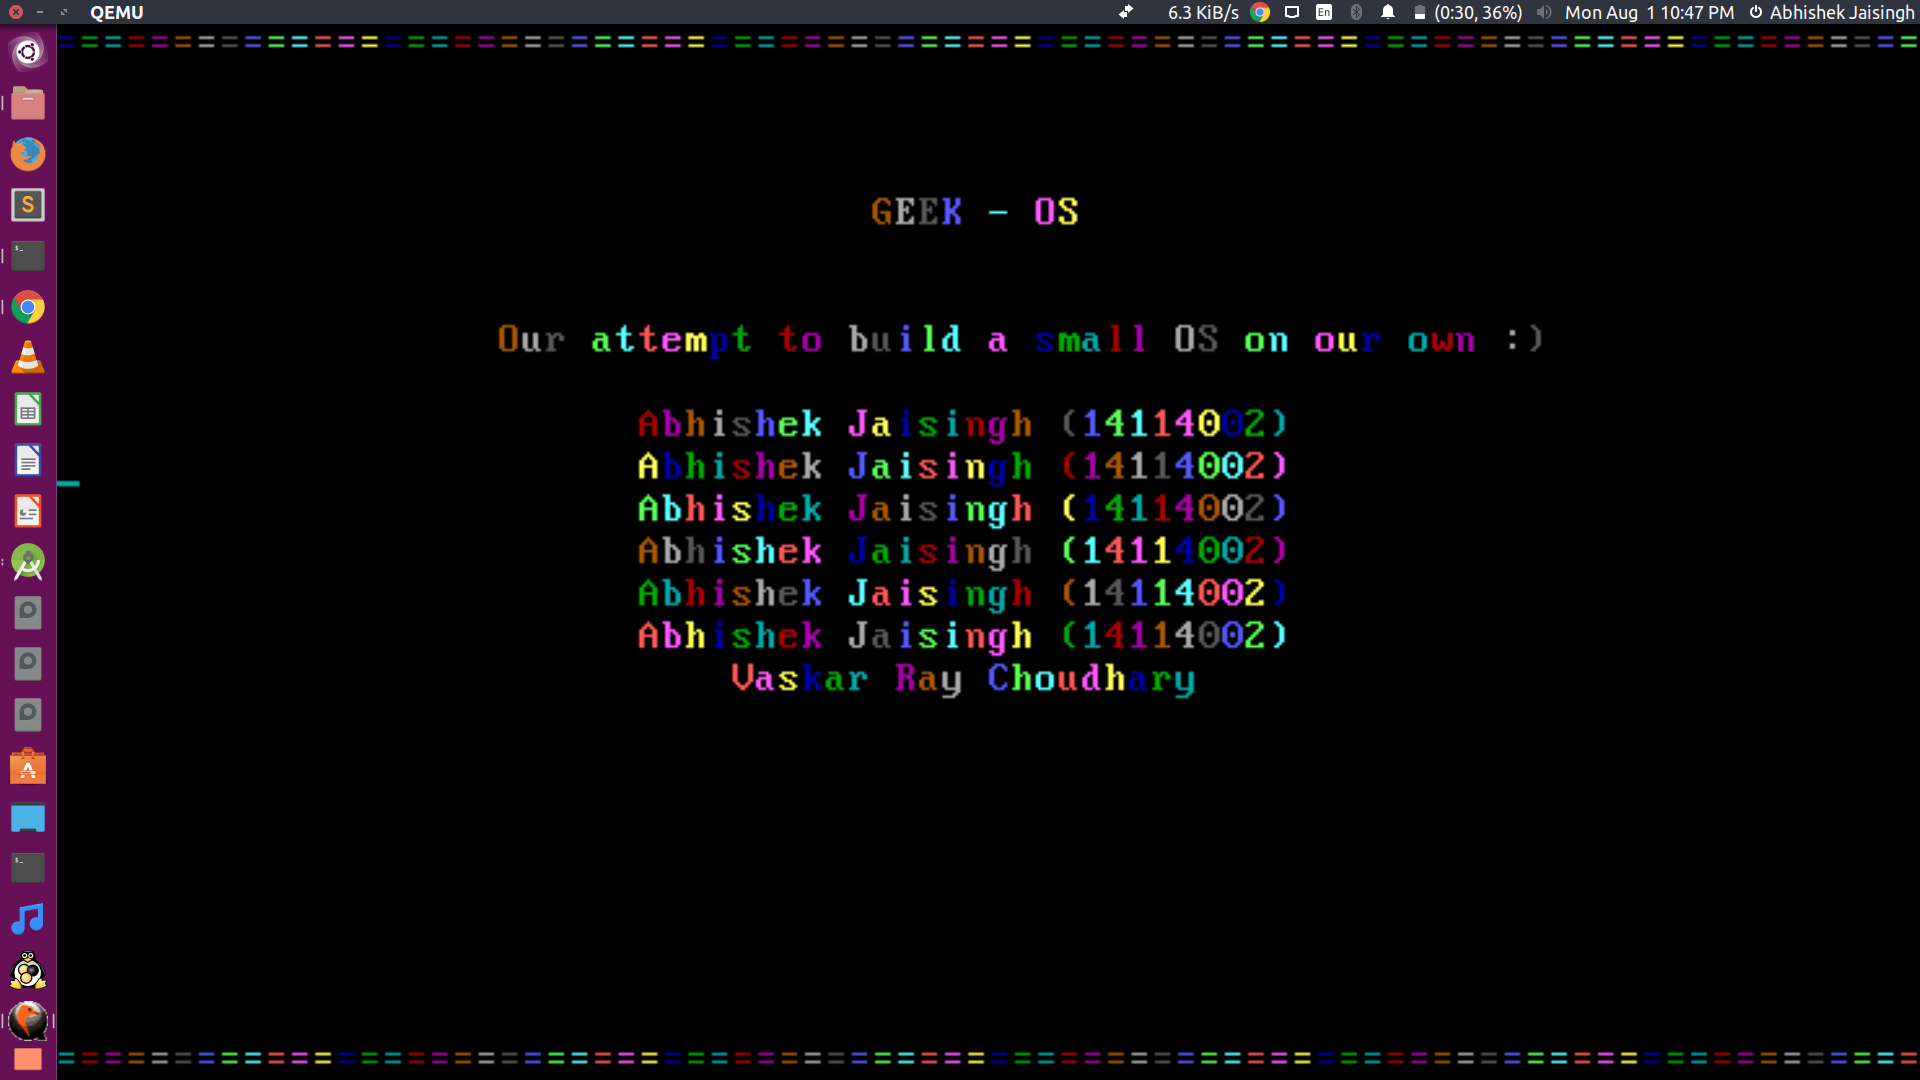 QEMU 6.3 KiB/s En (0:30, 36%) Mon Aug 1 10:47 PM Abhishek Jaisingh
================================================================================
GEEK - OS
Our attempt to build a small OS on our own :)
Abhishek Jaisingh (14114002)
Abhishek Jaisingh (14114002)
Abhishek Jaisingh (14114002)
Abhishek Jaisingh (14114002)
Abhishek Jaisingh (14114002)
Abhishek Jaisingh (14114002)
Vaskar Ray Choudhary
================================================================================